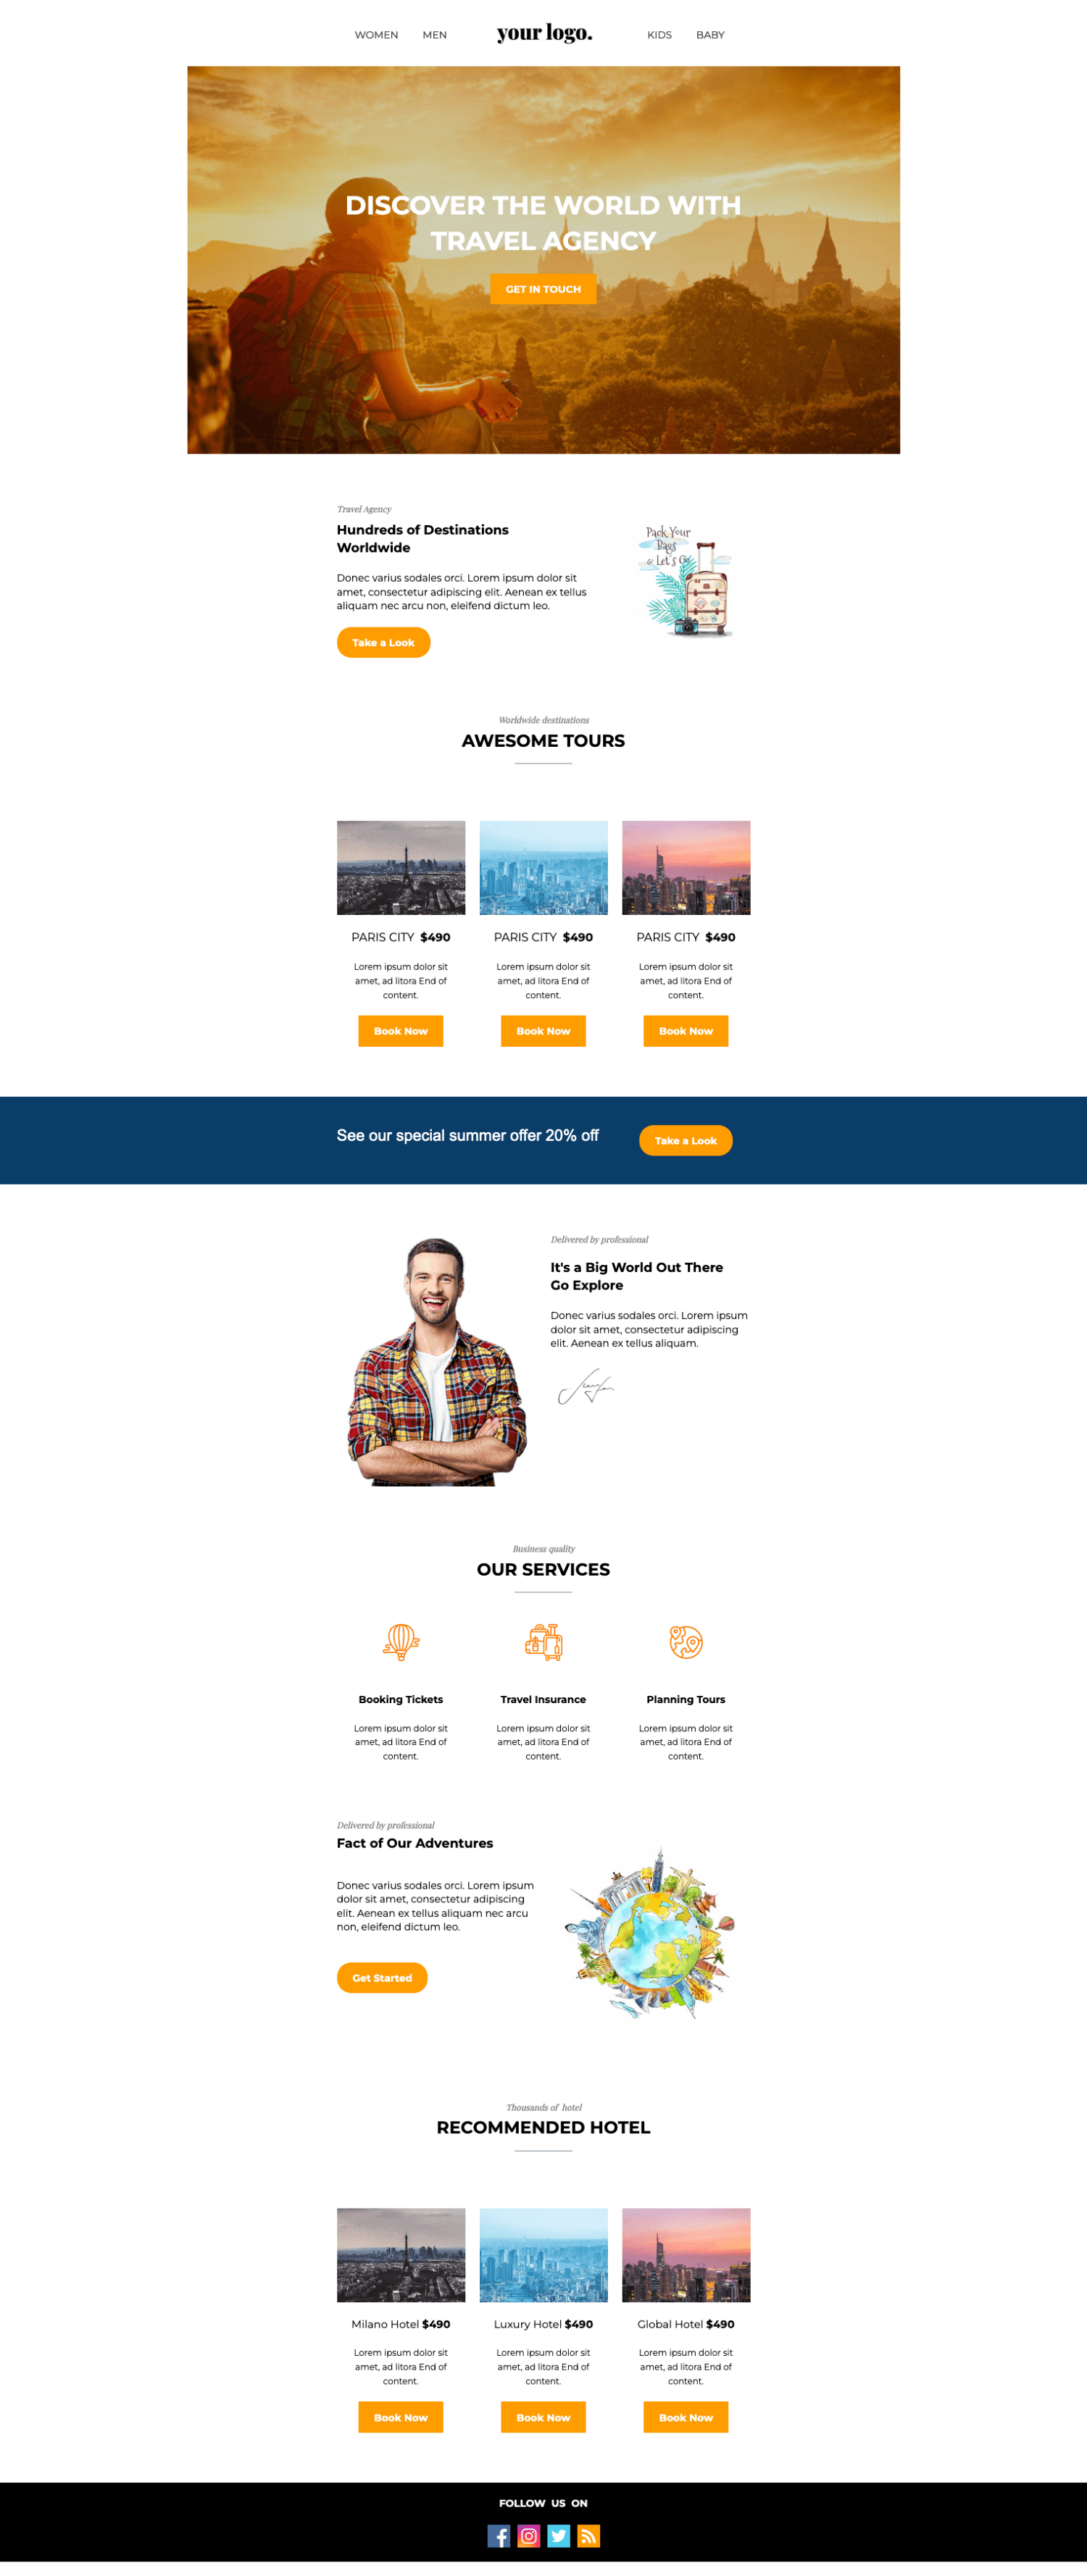 WOMEN MEN your logo. KIDS BABY
DISCOVER THE WORLD WITH
TRAVEL AGENCY
GET IN TOUCH
Travel Agency
Hundreds of Destinations
Worldwide
Donec varius sodales orci. Lorem ipsum dolor sit
amet, consectetur adipiscing elit. Aenean ex tellus
aliquam nec arcu non, eleifend dictum leo.
Take a Look
Pack Your
Bags
& Let's Go
Worldwide destinations
AWESOME TOURS
PARIS CITY $490
Lorem ipsum dolor sit
amet, ad litora End of
content.
Book Now
PARIS CITY $490
Lorem ipsum dolor sit
amet, ad litora End of
content.
Book Now
PARIS CITY $490
Lorem ipsum dolor sit
amet, ad litora End of
content.
Book Now
See our special summer offer 20% off
Take a Look
Delivered by professional
It's a Big World Out There
Go Explore
Donec varius sodales orci. Lorem ipsum
dolor sit amet, consectetur adipiscing
elit. Aenean ex tellus aliquam.
Business quality
OUR SERVICES
Booking Tickets
Lorem ipsum dolor sit
amet, ad litora End of
content.
Travel Insurance
Lorem ipsum dolor sit
amet, ad litora End of
content.
Planning Tours
Lorem ipsum dolor sit
amet, ad litora End of
content.
Delivered by professional
Fact of Our Adventures
Donec varius sodales orci. Lorem ipsum
dolor sit amet, consectetur adipiscing
elit. Aenean ex tellus aliquam nec arcu
non, eleifend dictum leo.
Get Started
Thousands of hotel
RECOMMENDED HOTEL
Milano Hotel $490
Lorem ipsum dolor sit
amet, ad litora End of
content.
Book Now
Luxury Hotel $490
Lorem ipsum dolor sit
amet, ad litora End of
content.
Book Now
Global Hotel $490
Lorem ipsum dolor sit
amet, ad litora End of
content.
Book Now
FOLLOW US ON